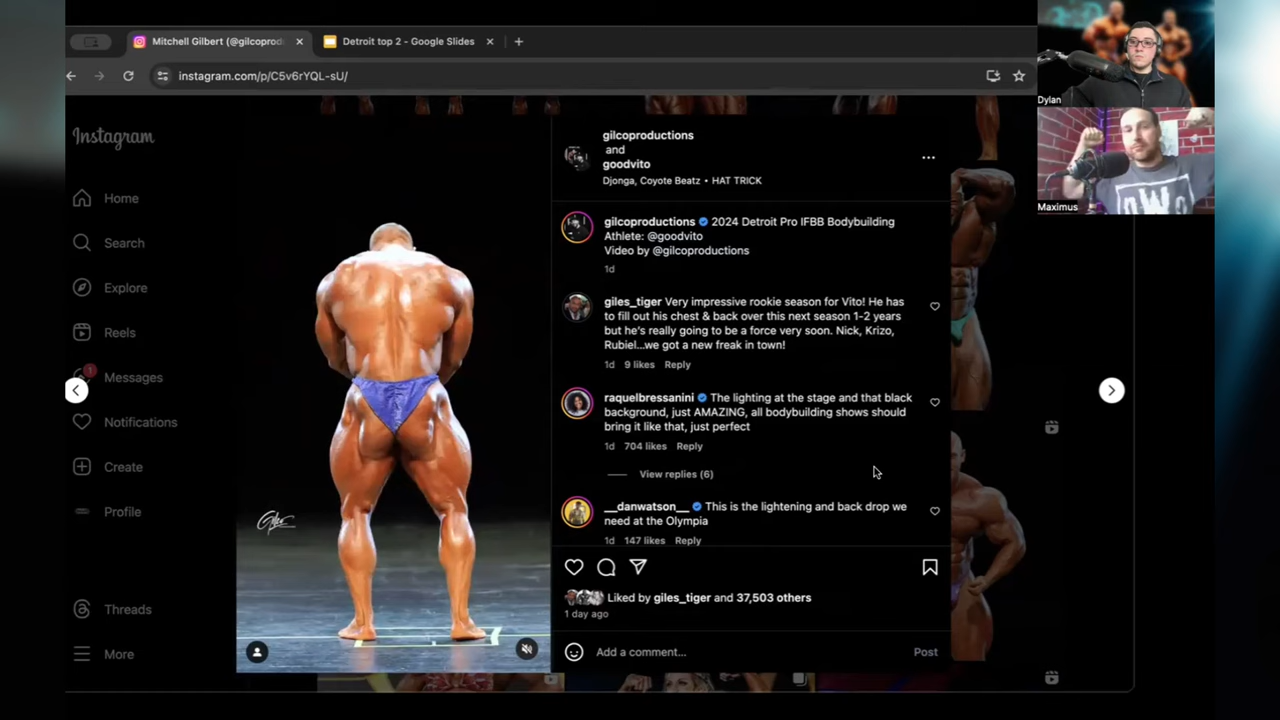 Mitchell Gilbert (@gilcoprod
Detroit top 2 - Google Slides
instagram.com/p/C5v6rYQL-sU/
Instagram
Home
Search
Explore
Reels
1
Messages
Notifications
Create
Profile
Threads
More
Gilco
gilcoproductions
and
goodvito
Djonga, Coyote Beatz • HAT TRICK
gilcoproductions 2024 Detroit Pro IFBB Bodybuilding
Athlete: @goodvito
Video by @gilcoproductions
1d
giles_tiger Very impressive rookie season for Vito! He has
to fill out his chest & back over this next season 1-2 years
but he's really going to be a force very soon. Nick, Krizo,
Rubiel...we got a new freak in town!
1d 9 likes Reply
raquelbressanini The lighting at the stage and that black
background, just AMAZING, all bodybuilding shows should
bring it like that, just perfect
1d 704 likes Reply
View replies (6)
__danwatson__ This is the lightening and back drop we
need at the Olympia
1d 147 likes Reply
Liked by giles_tiger and 37,503 others
1 day ago
Add a comment...
Post
Dylan
Maximus
nWo